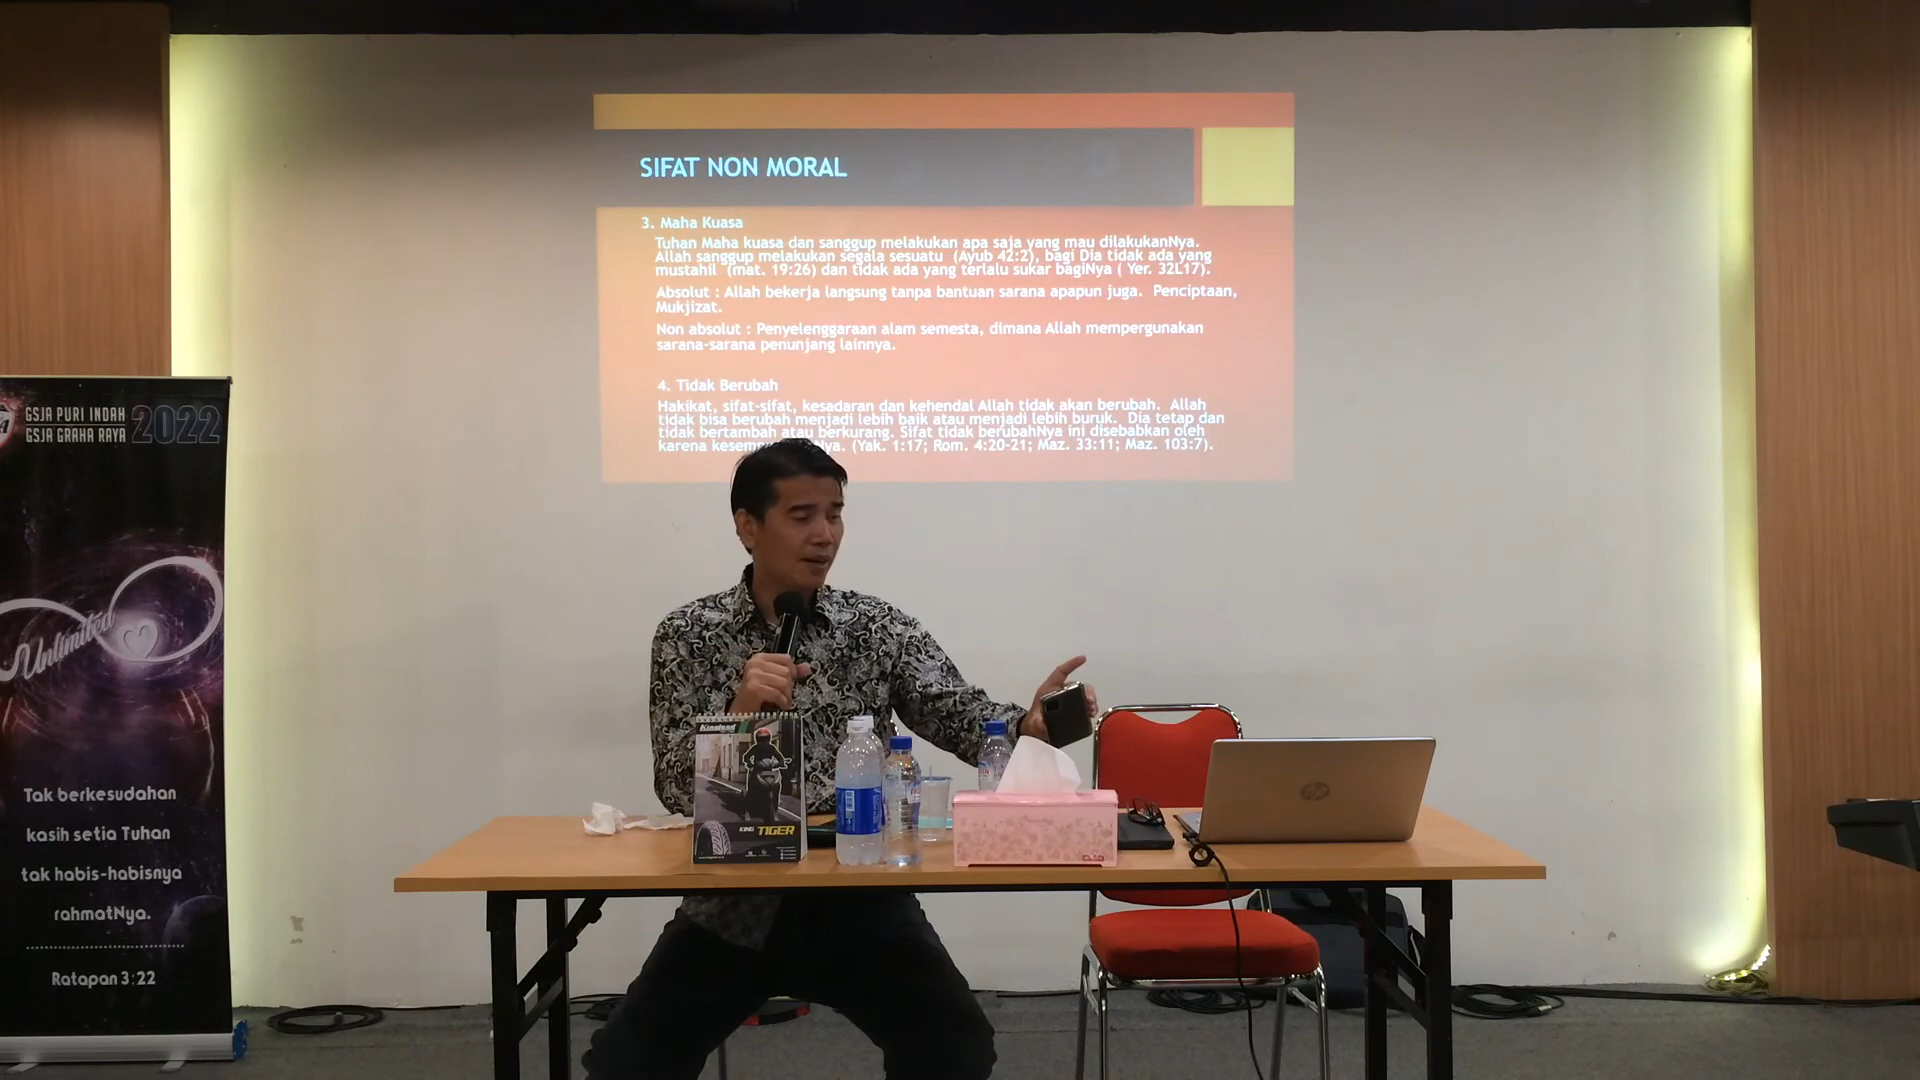 SIFAT NON MORAL
3. Maha Kuasa
Tuhan Maha kuasa dan sanggup melakukan apa saja yang mau dilakukanNya.
Allah sanggup melakukan segala sesuatu (Ayub 42:2), bagi Dia tidak ada yang
mustahil (mat. 19:26) dan tidak ada yang terlalu sukar bagiNya ( Yer. 32L17).
Absolut : Allah bekerja langsung tanpa bantuan sarana apapun juga. Penciptaan,
Mukjizat.
Non absolut : Penyelenggaraan alam semesta, dimana Allah mempergunakan
sarana-sarana penunjang lainnya.
4. Tidak Berubah
Hakikat, sifat-sifat, kesadaran dan kehendal Allah tidak akan berubah. Allah
tidak bisa berubah menjadi lebih baik atau menjadi lebih buruk. Dia tetap dan
tidak bertambah atau berkurang. Sifat tidak berubahNya ini disebabkan oleh
karena (Yak. 1:17; Rom. 4:20-21; Maz. 33:11; Maz. 103:7).
GSJA PURI INDAH
GSJA GRAHA RAYA 2022
Unlimited
Tak berkesudahan
kasih setia Tuhan
tak habis-habisnya
rahmatNya.
Ratapan 3:22
Kingland
KING TIGER
hp